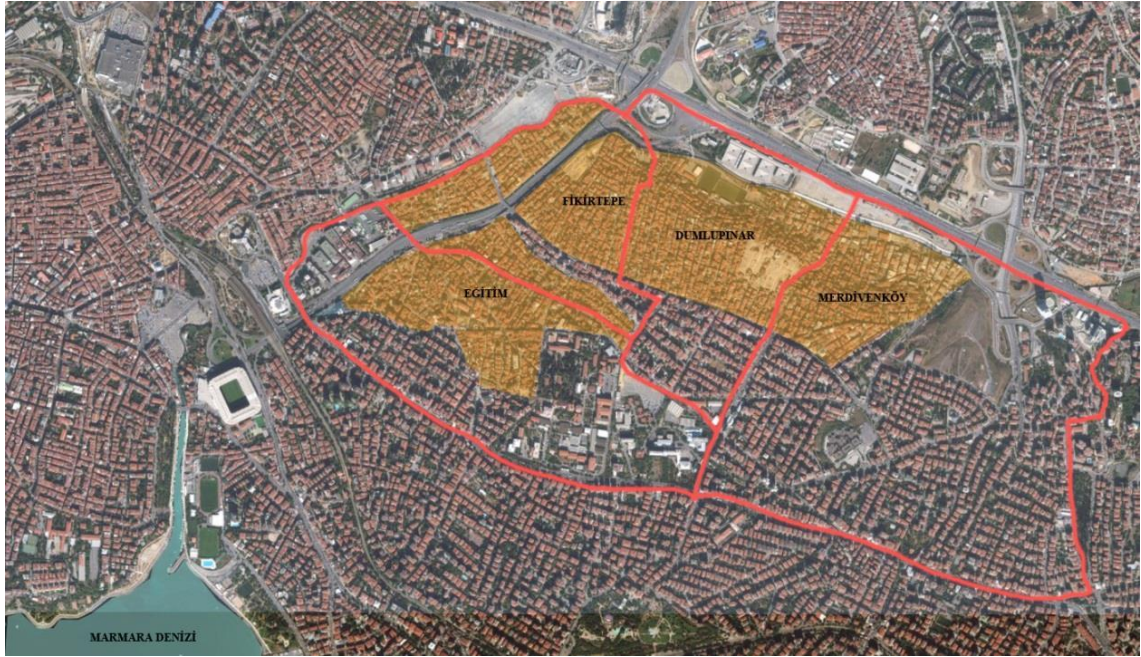 FİKİRTEPE
DUMLUPINAR
EĞİTİM
MERDİVENKÖY
MARMARA DENİZİ